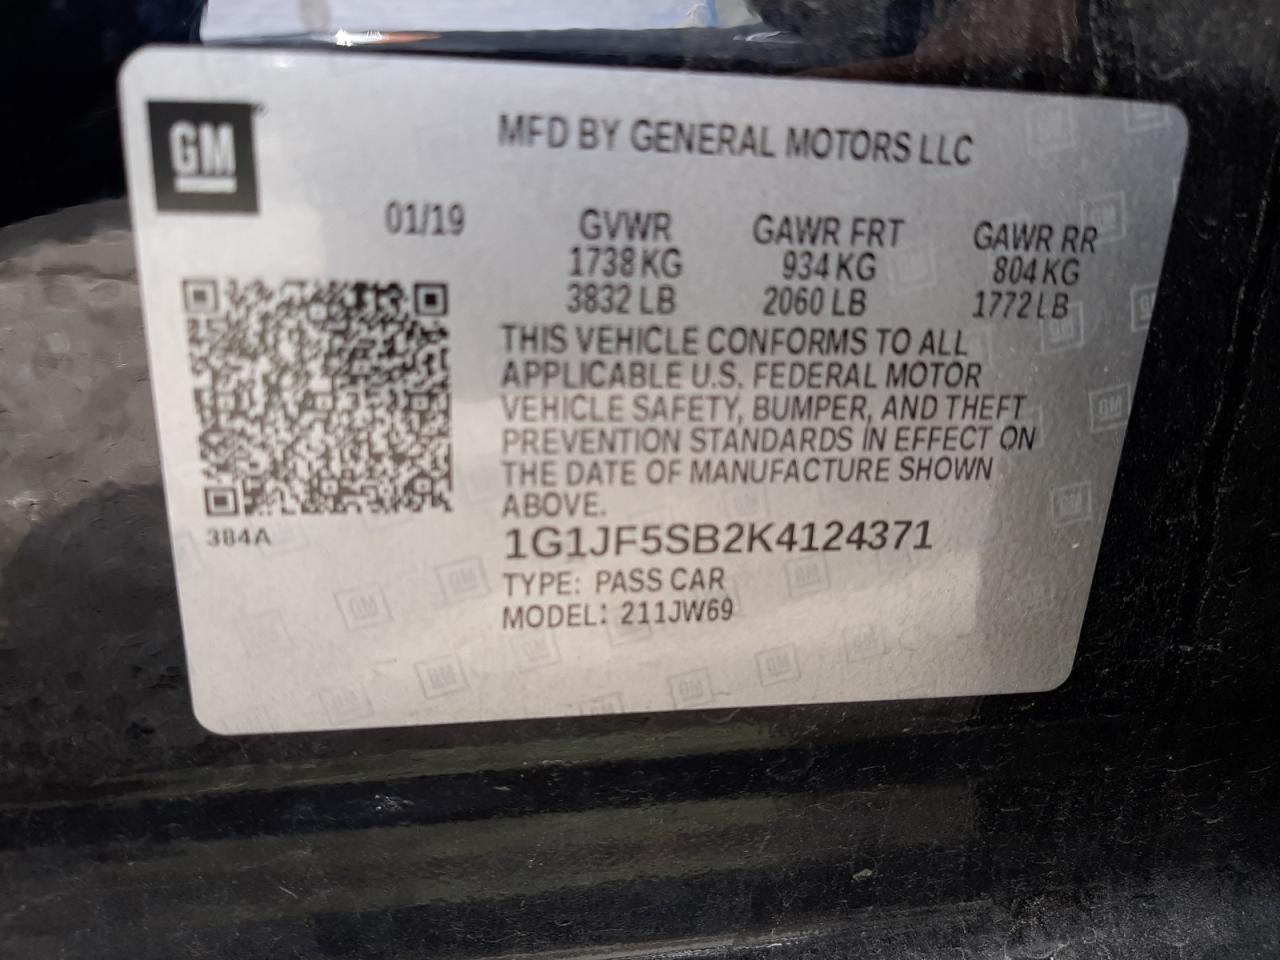 GM
MFD BY GENERAL MOTORS LLC
01/19
GVWR GAWR FRT GAWR RR
1738 KG 934 KG 804 KG
3832 LB 2060 LB 1772 LB
THIS VEHICLE CONFORMS TO ALL
APPLICABLE U.S. FEDERAL MOTOR
VEHICLE SAFETY, BUMPER, AND THEFT
PREVENTION STANDARDS IN EFFECT ON
THE DATE OF MANUFACTURE SHOWN
ABOVE.
384A
1G1JF5SB2K4124371
TYPE: PASS CAR
MODEL: 211JW69